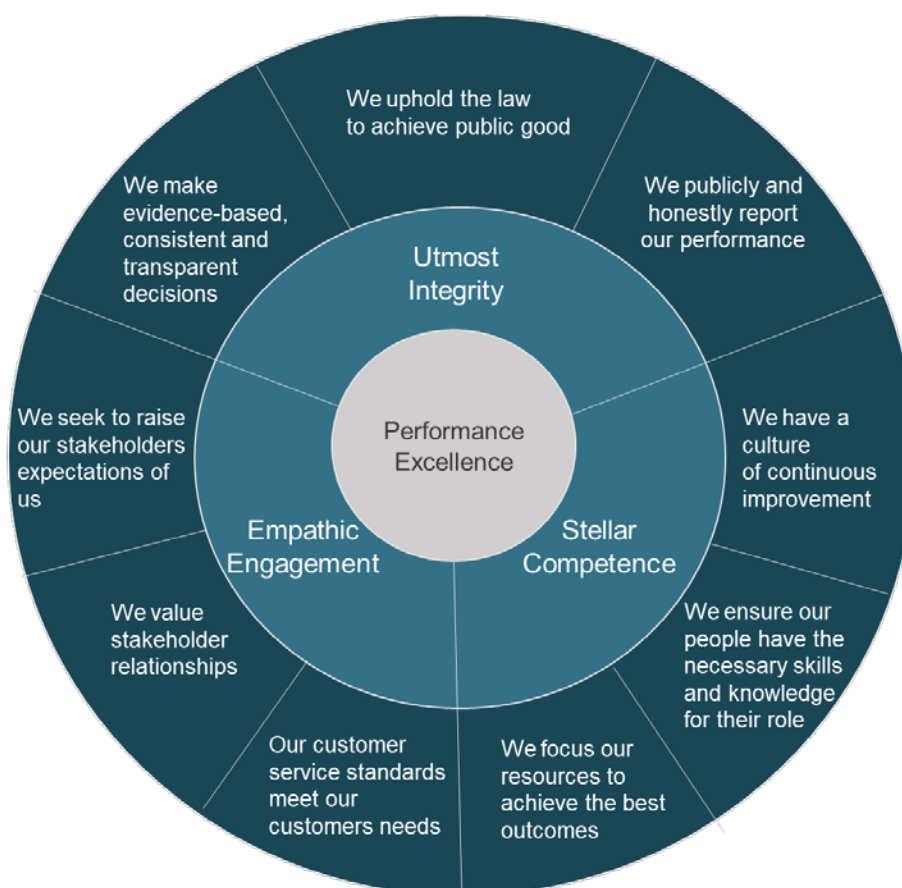 We uphold the law
to achieve public good
We publicly and
honestly report
our performance
We have a
culture
of continuous
improvement
We ensure our
people have the
necessary skills
and knowledge
for their role
We focus our
resources to
achieve the best
outcomes
Our customer
service standards
meet our
customers needs
We value
stakeholder
relationships
We seek to raise
our stakeholders
expectations of
us
We make
evidence-based,
consistent and
transparent
decisions
Utmost
Integrity
Stellar
Competence
Empathic
Engagement
Performance
Excellence